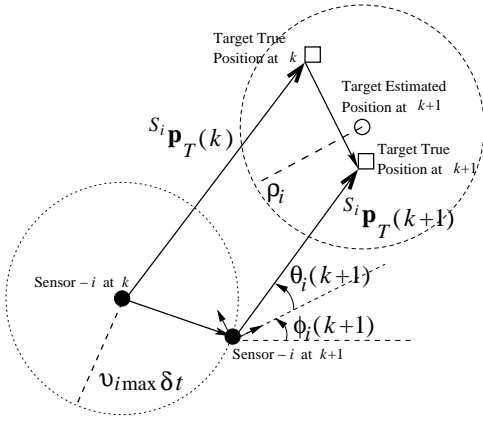 Target True
Position at k
Target Estimated
Position at k+1
Target True
Position at k+1
S_i p_T(k)
ρ_i
S_i p_T(k+1)
θ_i(k+1)
Sensor – i at k
ϕ_i(k+1)
Sensor – i at k+1
υ_i max δt